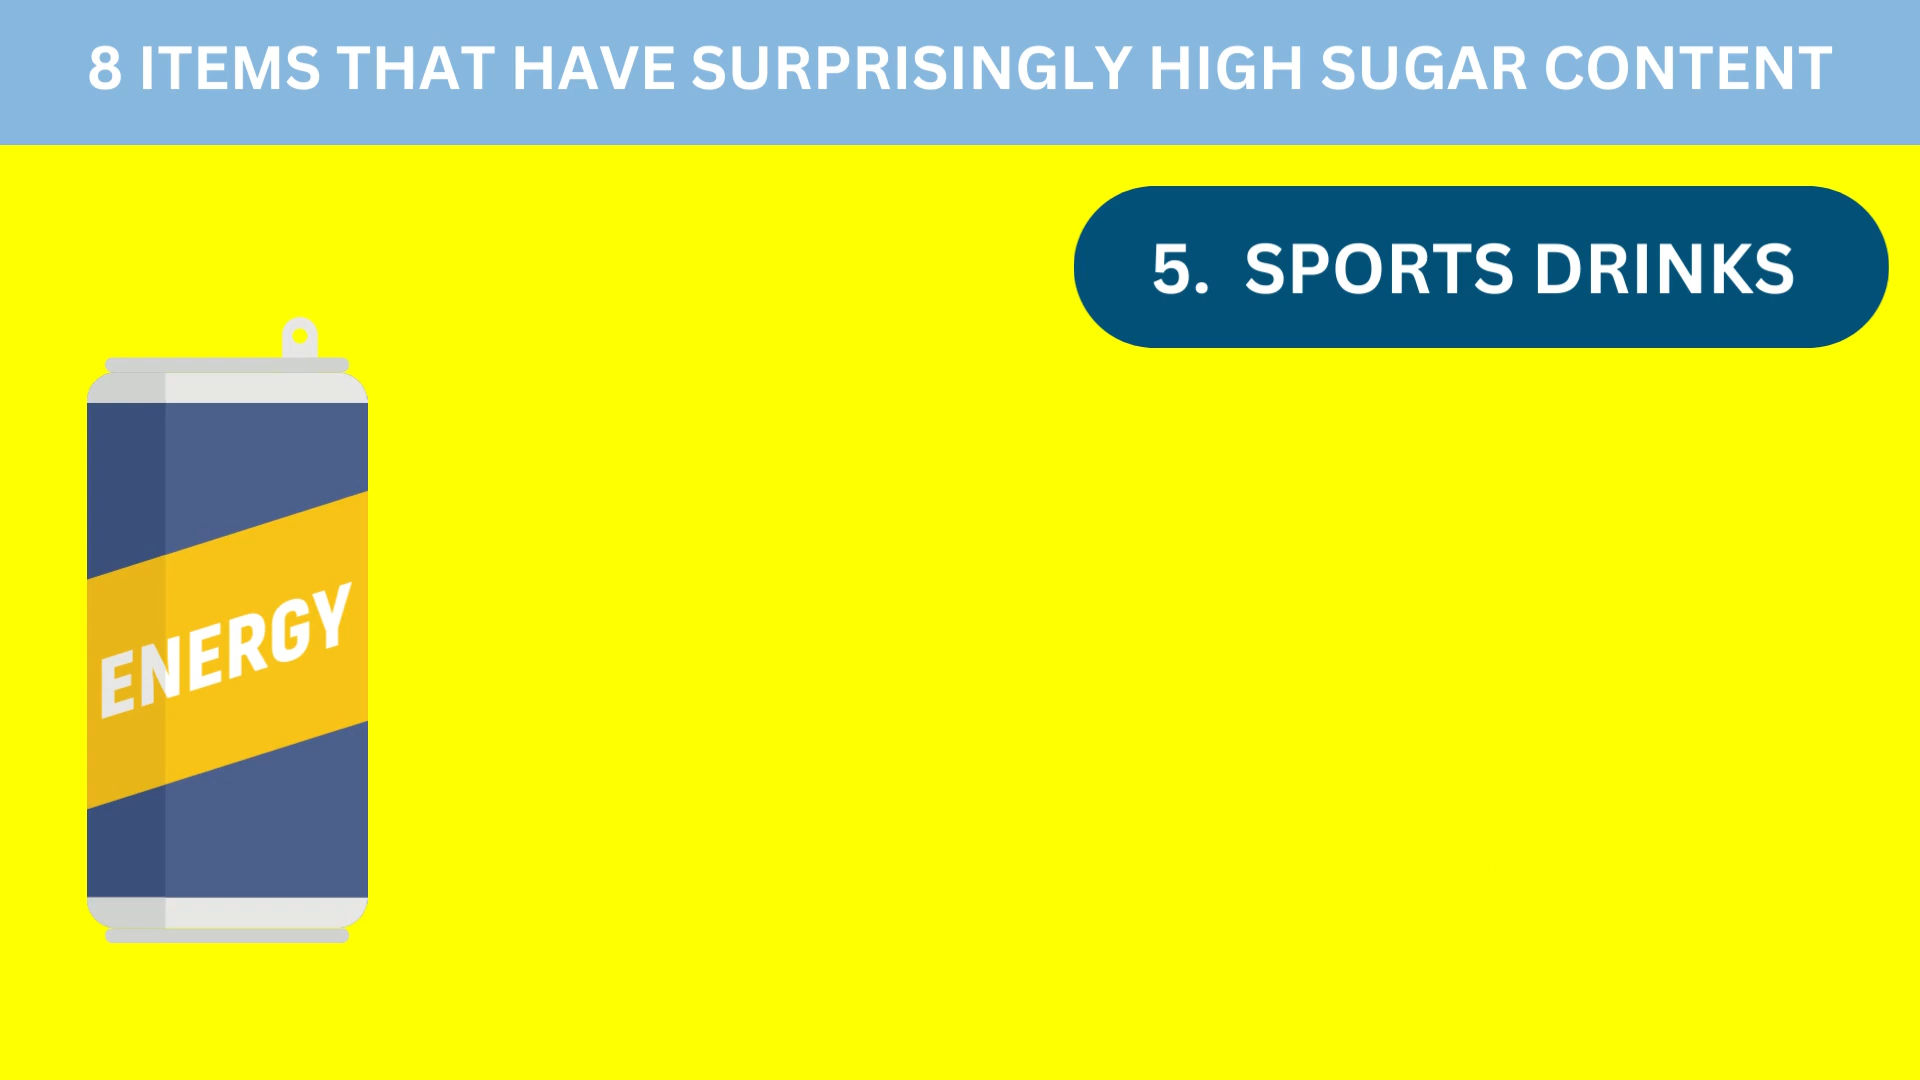 8 ITEMS THAT HAVE SURPRISINGLY HIGH SUGAR CONTENT
5. SPORTS DRINKS
ENERGY